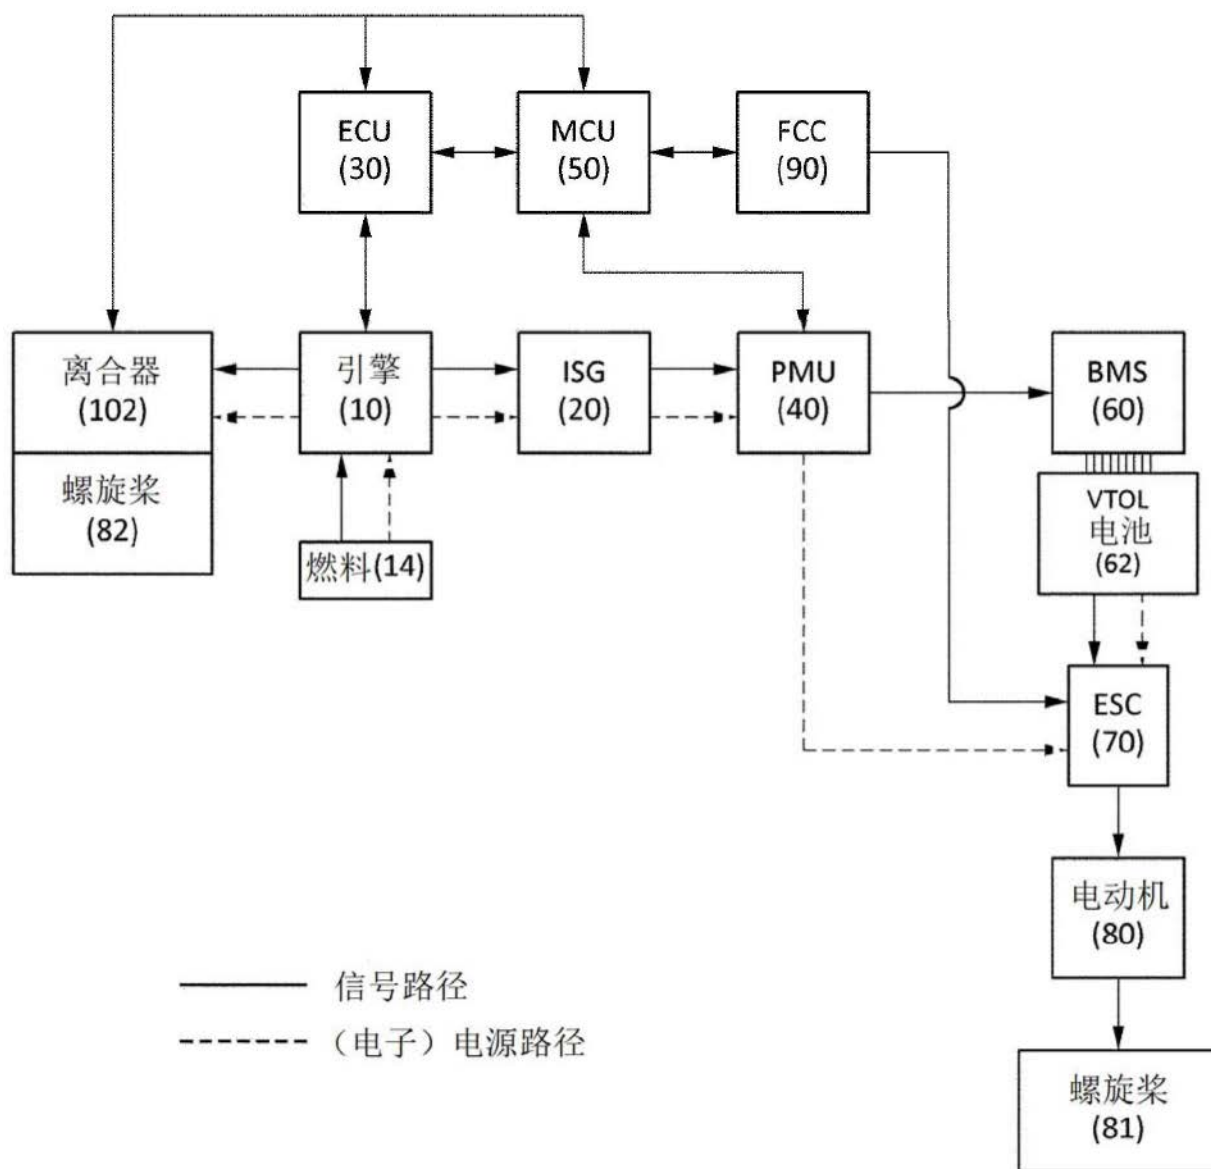 ECU
(30)
MCU
(50)
FCC
(90)
离合器
(102)
引擎
(10)
ISG
(20)
PMU
(40)
BMS
(60)
螺旋桨
(82)
燃料(14)
VTOL
电池
(62)
ESC
(70)
电动机
(80)
信号路径
（电子）电源路径
螺旋桨
(81)